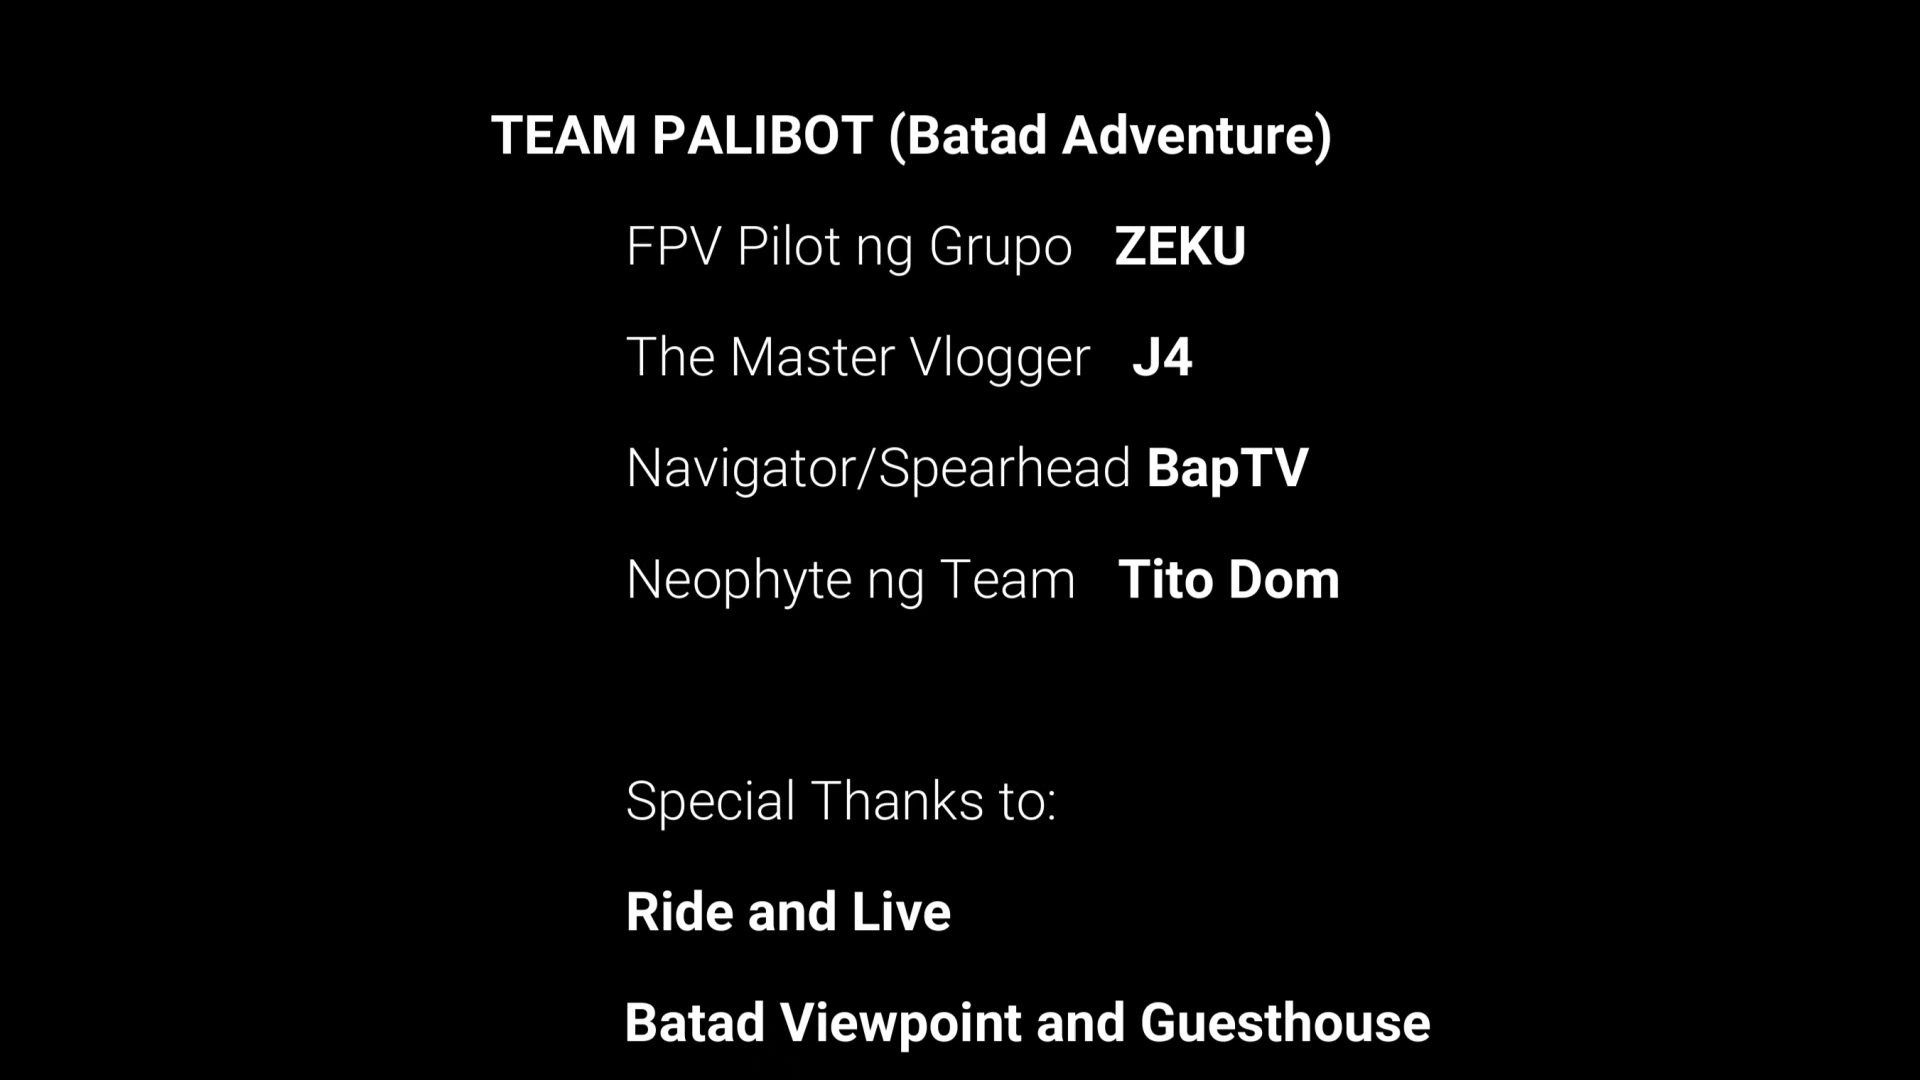 TEAM PALIBOT (Batad Adventure)
FPV Pilot ng Grupo ZEKU
The Master Vlogger J4
Navigator/Spearhead BapTV
Neophyte ng Team Tito Dom
Special Thanks to:
Ride and Live
Batad Viewpoint and Guesthouse